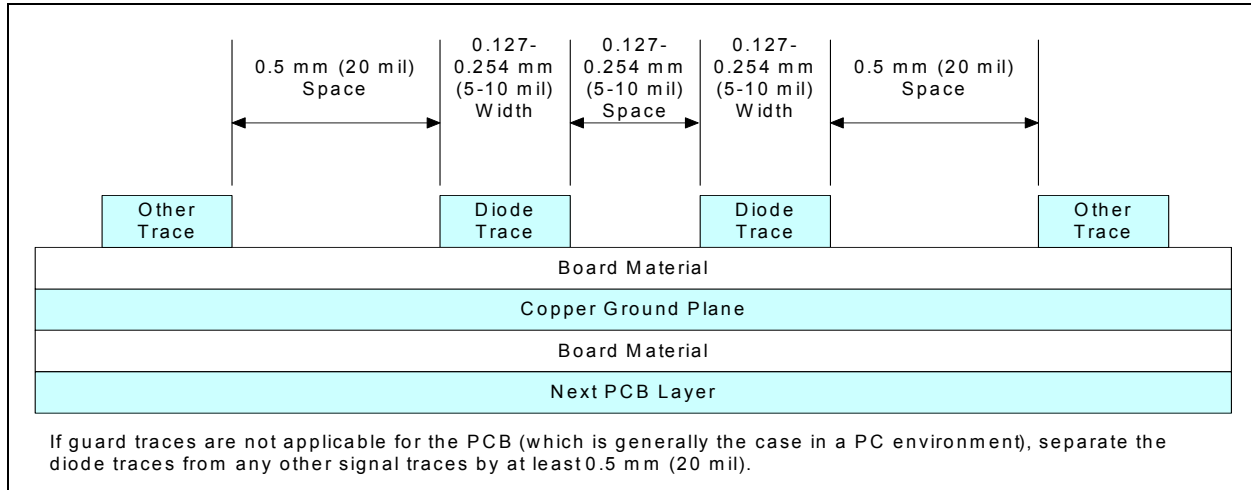 0.5 mm (20 mil)
Space
0.127-
0.254 mm
(5-10 mil)
Width
0.127-
0.254 mm
(5-10 mil)
Space
0.127-
0.254 mm
(5-10 mil)
Width
0.5 mm (20 mil)
Space
Other
Trace
Diode
Trace
Diode
Trace
Other
Trace
Board Material
Copper Ground Plane
Board Material
Next PCB Layer
If guard traces are not applicable for the PCB (which is generally the case in a PC environment), separate the
diode traces from any other signal traces by at least 0.5 mm (20 mil).